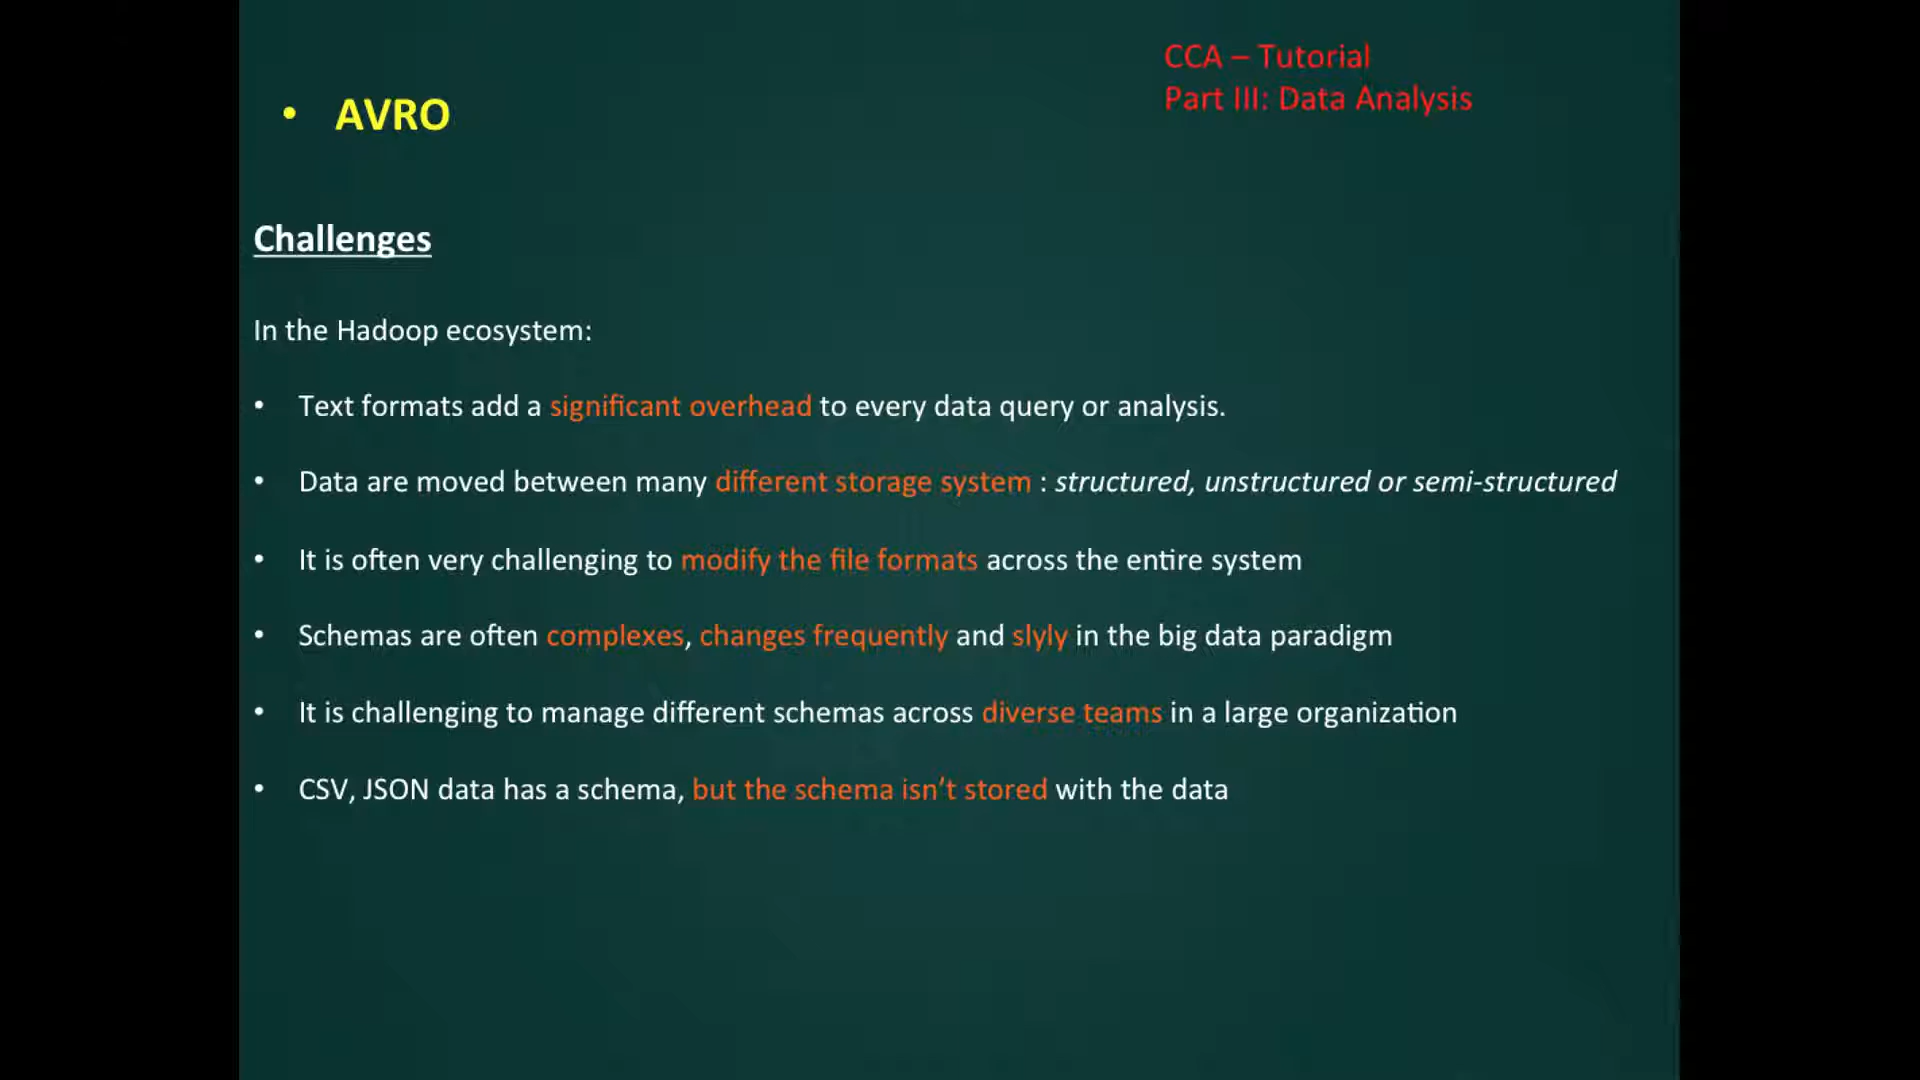 CCA – Tutorial
Part III: Data Analysis
• AVRO
Challenges
In the Hadoop ecosystem:
• Text formats add a significant overhead to every data query or analysis.
• Data are moved between many different storage system : structured, unstructured or semi-structured
• It is often very challenging to modify the file formats across the entire system
• Schemas are often complexes, changes frequently and slyly in the big data paradigm
• It is challenging to manage different schemas across diverse teams in a large organization
• CSV, JSON data has a schema, but the schema isn’t stored with the data